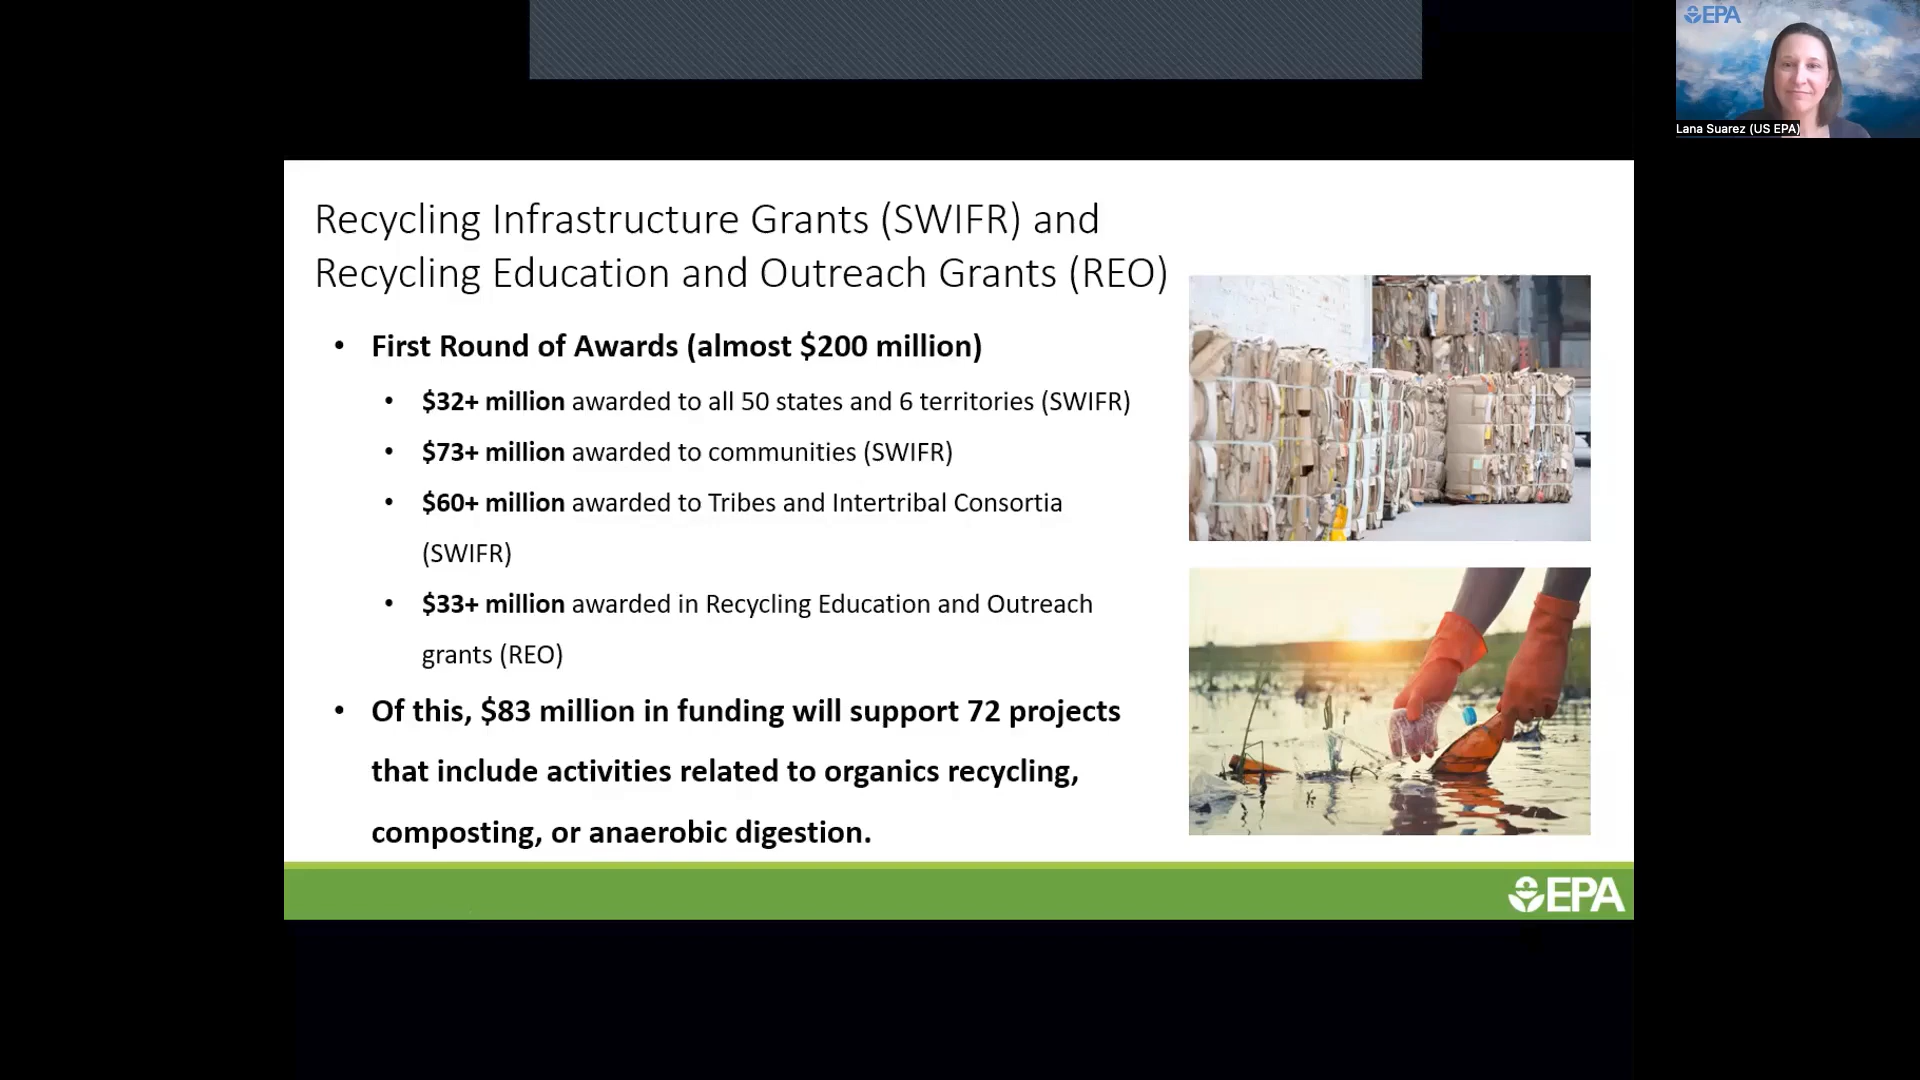 EPA
Lana Suarez (US EPA)
Recycling Infrastructure Grants (SWIFR) and
Recycling Education and Outreach Grants (REO)
• First Round of Awards (almost $200 million)
• $32+ million awarded to all 50 states and 6 territories (SWIFR)
• $73+ million awarded to communities (SWIFR)
• $60+ million awarded to Tribes and Intertribal Consortia
(SWIFR)
• $33+ million awarded in Recycling Education and Outreach
grants (REO)
• Of this, $83 million in funding will support 72 projects
that include activities related to organics recycling,
composting, or anaerobic digestion.
EPA